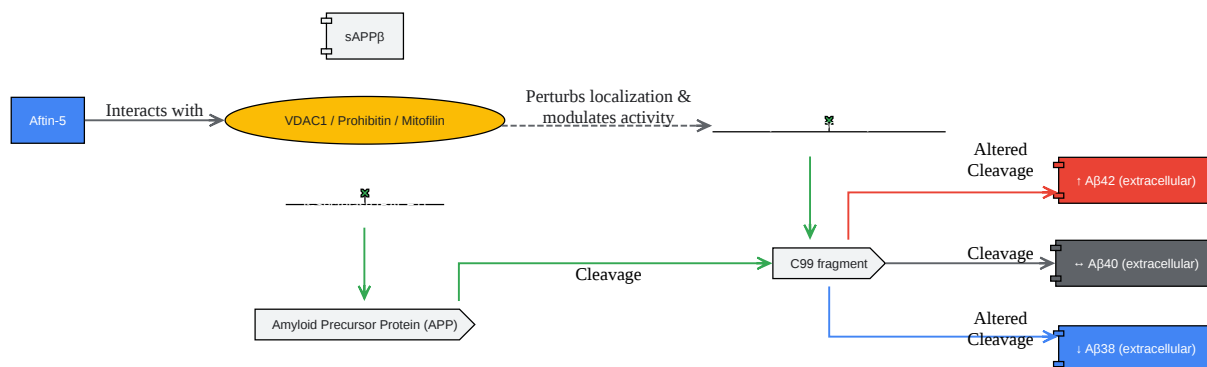 sAPPβ
Aftin-5
Interacts with
VDAC1 / Prohibitin / Mitofilin
Perturbs localization &
modulates activity
Altered
Cleavage
↑ Aβ42 (extracellular)
C99 fragment
Cleavage
↔ Aβ40 (extracellular)
Cleavage
Amyloid Precursor Protein (APP)
Altered
Cleavage
↓ Aβ38 (extracellular)